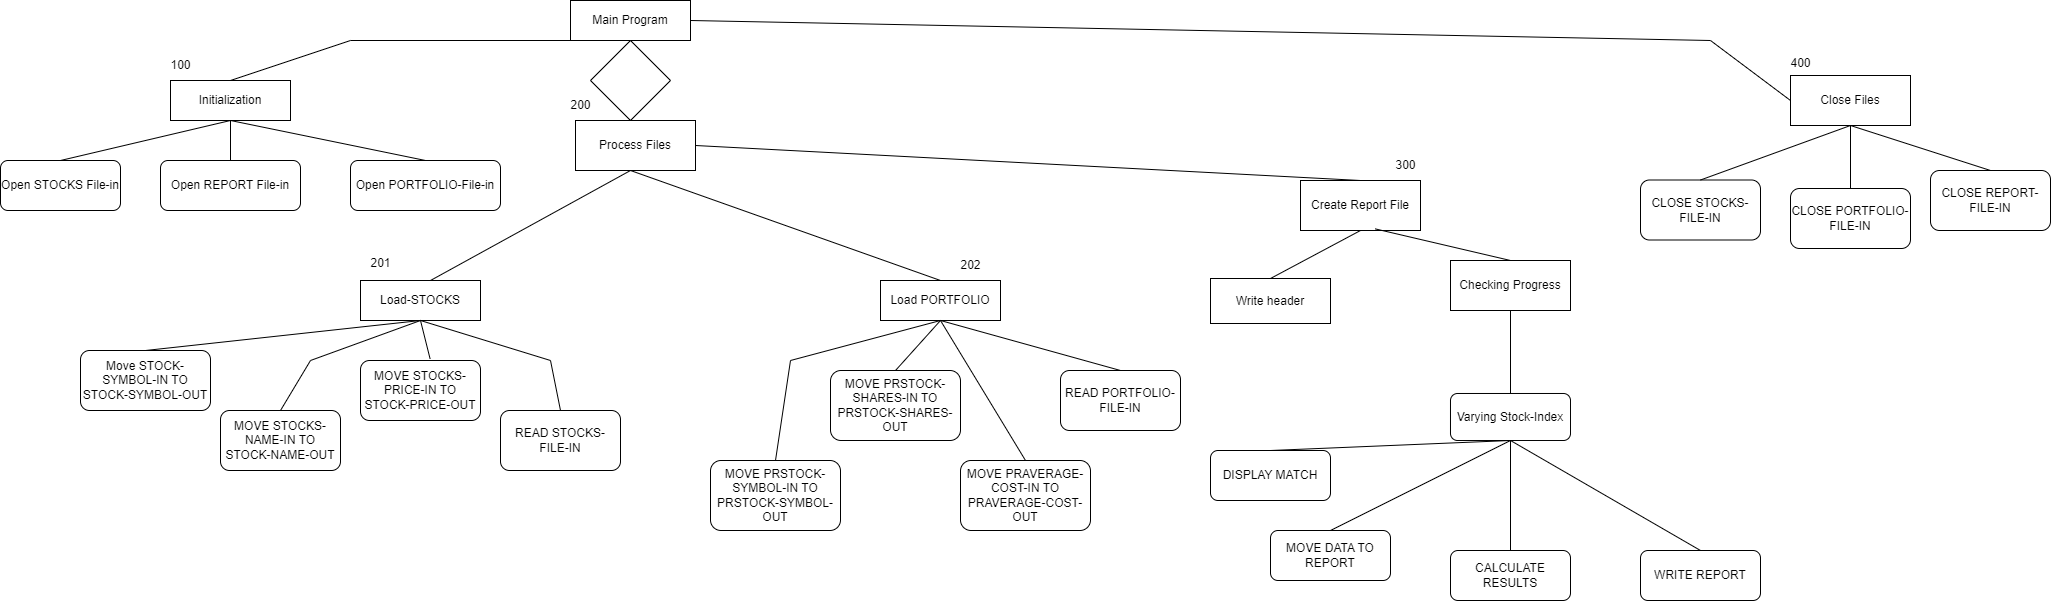 Main Program
100
400
Initialization
200
Close Files
Process Files
300
Open STOCKS File-in
Open REPORT File-in
Open PORTFOLIO-File-in
Create Report File
CLOSE STOCKS-
FILE-IN
CLOSE PORTFOLIO-
FILE-IN
CLOSE REPORT-
FILE-IN
201
202
Load-STOCKS
Load PORTFOLIO
Write header
Checking Progress
Move STOCK-
SYMBOL-IN TO
STOCK-SYMBOL-OUT
MOVE STOCKS-
NAME-IN TO
STOCK-NAME-OUT
MOVE STOCKS-
PRICE-IN TO
STOCK-PRICE-OUT
READ STOCKS-
FILE-IN
MOVE PRSTOCK-
SYMBOL-IN TO
PRSTOCK-SYMBOL-
OUT
MOVE PRSTOCK-
SHARES-IN TO
PRSTOCK-SHARES-
OUT
MOVE PRAVERAGE-
COST-IN TO
PRAVERAGE-COST-
OUT
READ PORTFOLIO-
FILE-IN
Varying Stock-Index
DISPLAY MATCH
MOVE DATA TO
REPORT
CALCULATE
RESULTS
WRITE REPORT